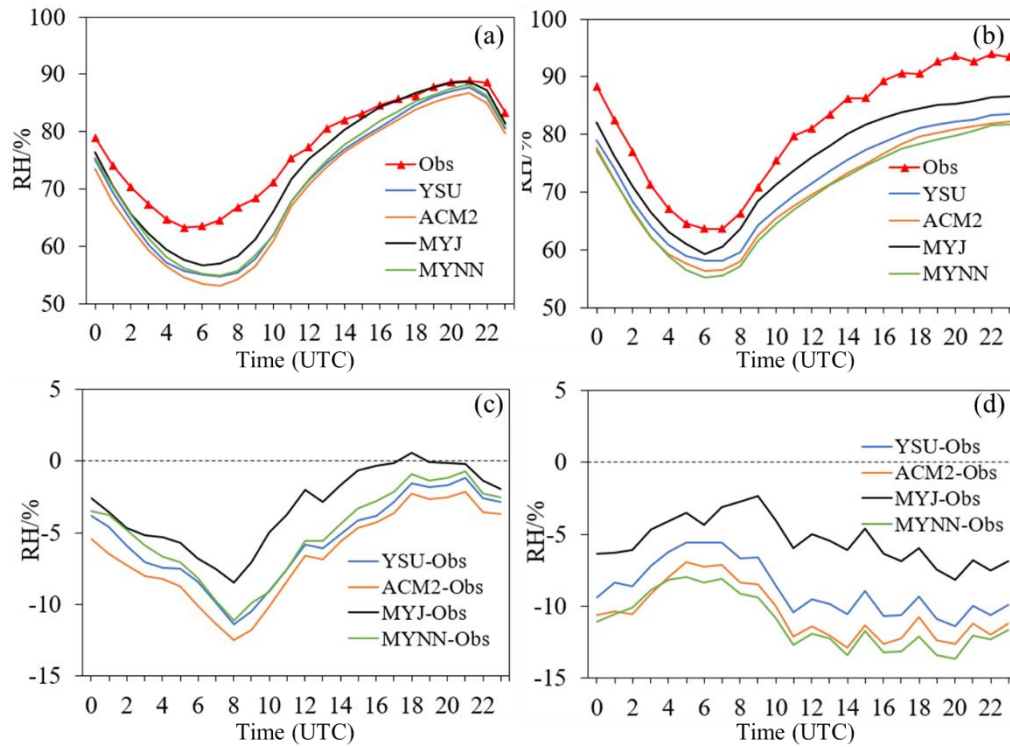 (a)
100
90
80
70
60
50
RH/%
Obs
YSU
ACM2
MYJ
MYNN
0 2 4 6 8 10 12 14 16 18 20 22
Time (UTC)
(b)
100
90
80
70
60
50
RH/%
Obs
YSU
ACM2
MYJ
MYNN
0 2 4 6 8 10 12 14 16 18 20 22
Time (UTC)
(c)
5
0
-5
-10
-15
RH/%
YSU-Obs
ACM2-Obs
MYJ-Obs
MYNN-Obs
0 2 4 6 8 10 12 14 16 18 20 22
Time (UTC)
(d)
5
0
-5
-10
-15
RH/%
YSU-Obs
ACM2-Obs
MYJ-Obs
MYNN-Obs
0 2 4 6 8 10 12 14 16 18 20 22
Time (UTC)